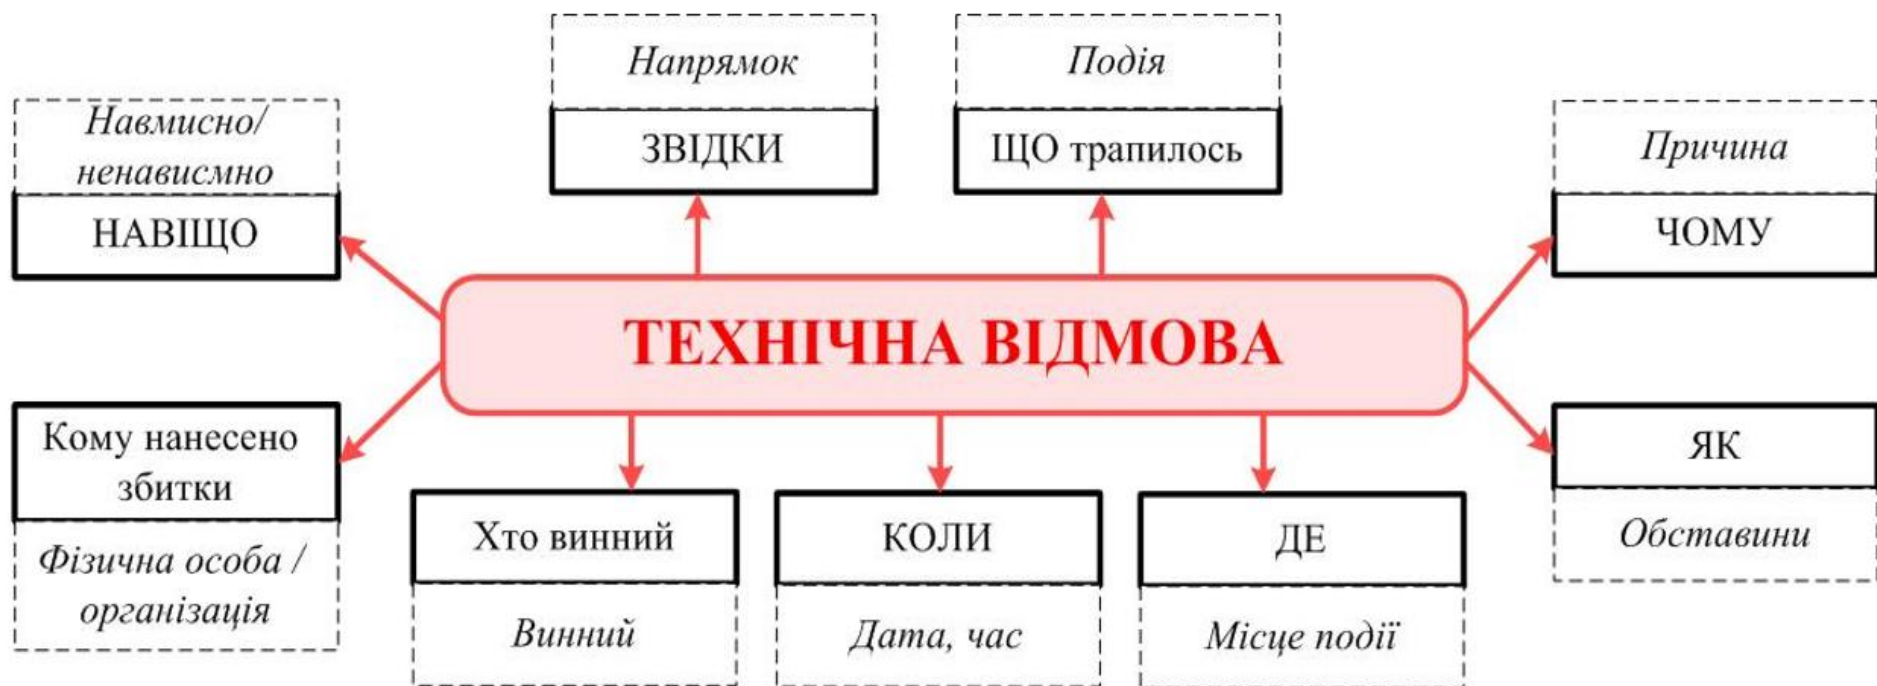 Напрямок
ЗВІДКИ
Подія
ЩО трапилось
Навмисно/
ненависмно
НАВІЩО
Причина
ЧОМУ
ТЕХНІЧНА ВІДМОВА
Кому нанесено
збитки
Фізична особа /
організація
Хто винний
Винний
КОЛИ
Дата, час
ДЕ
Місце події
ЯК
Обставини